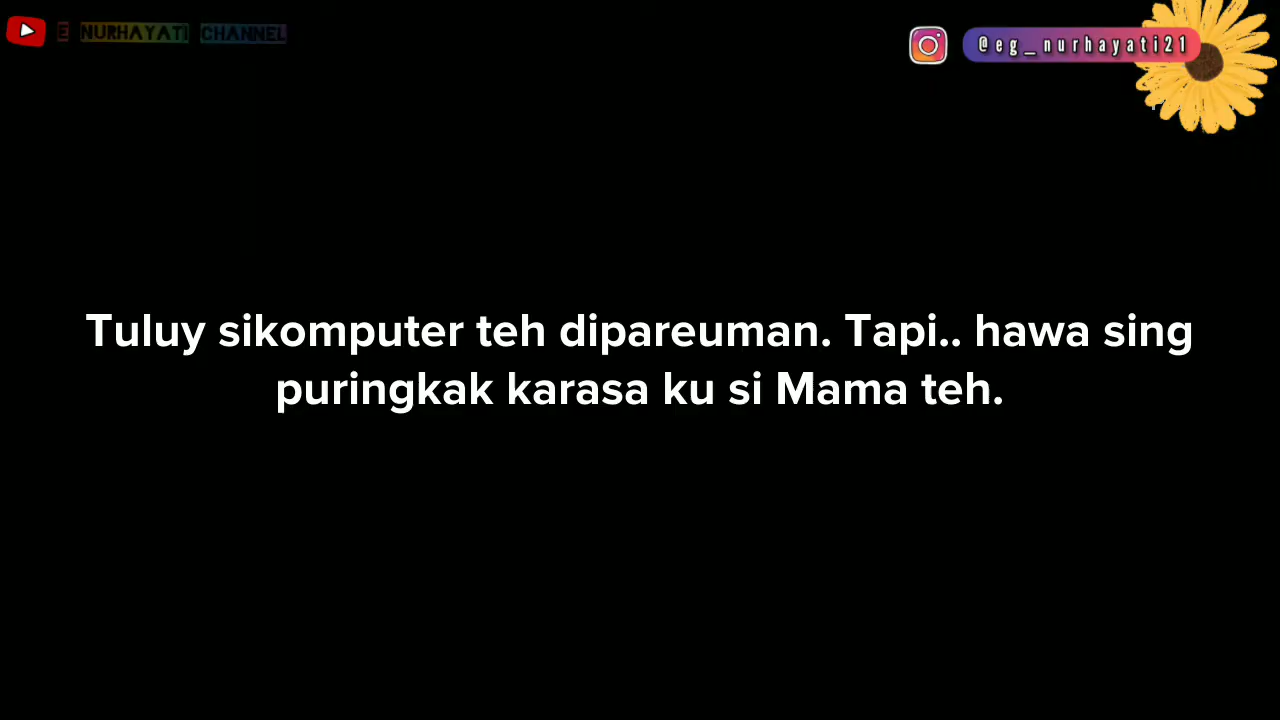 E NURHAYATI CHANNEL
@eg_nurhayati21
Tuluy sikomputer teh dipareuman. Tapi.. hawa sing
puringkak karasa ku si Mama teh.